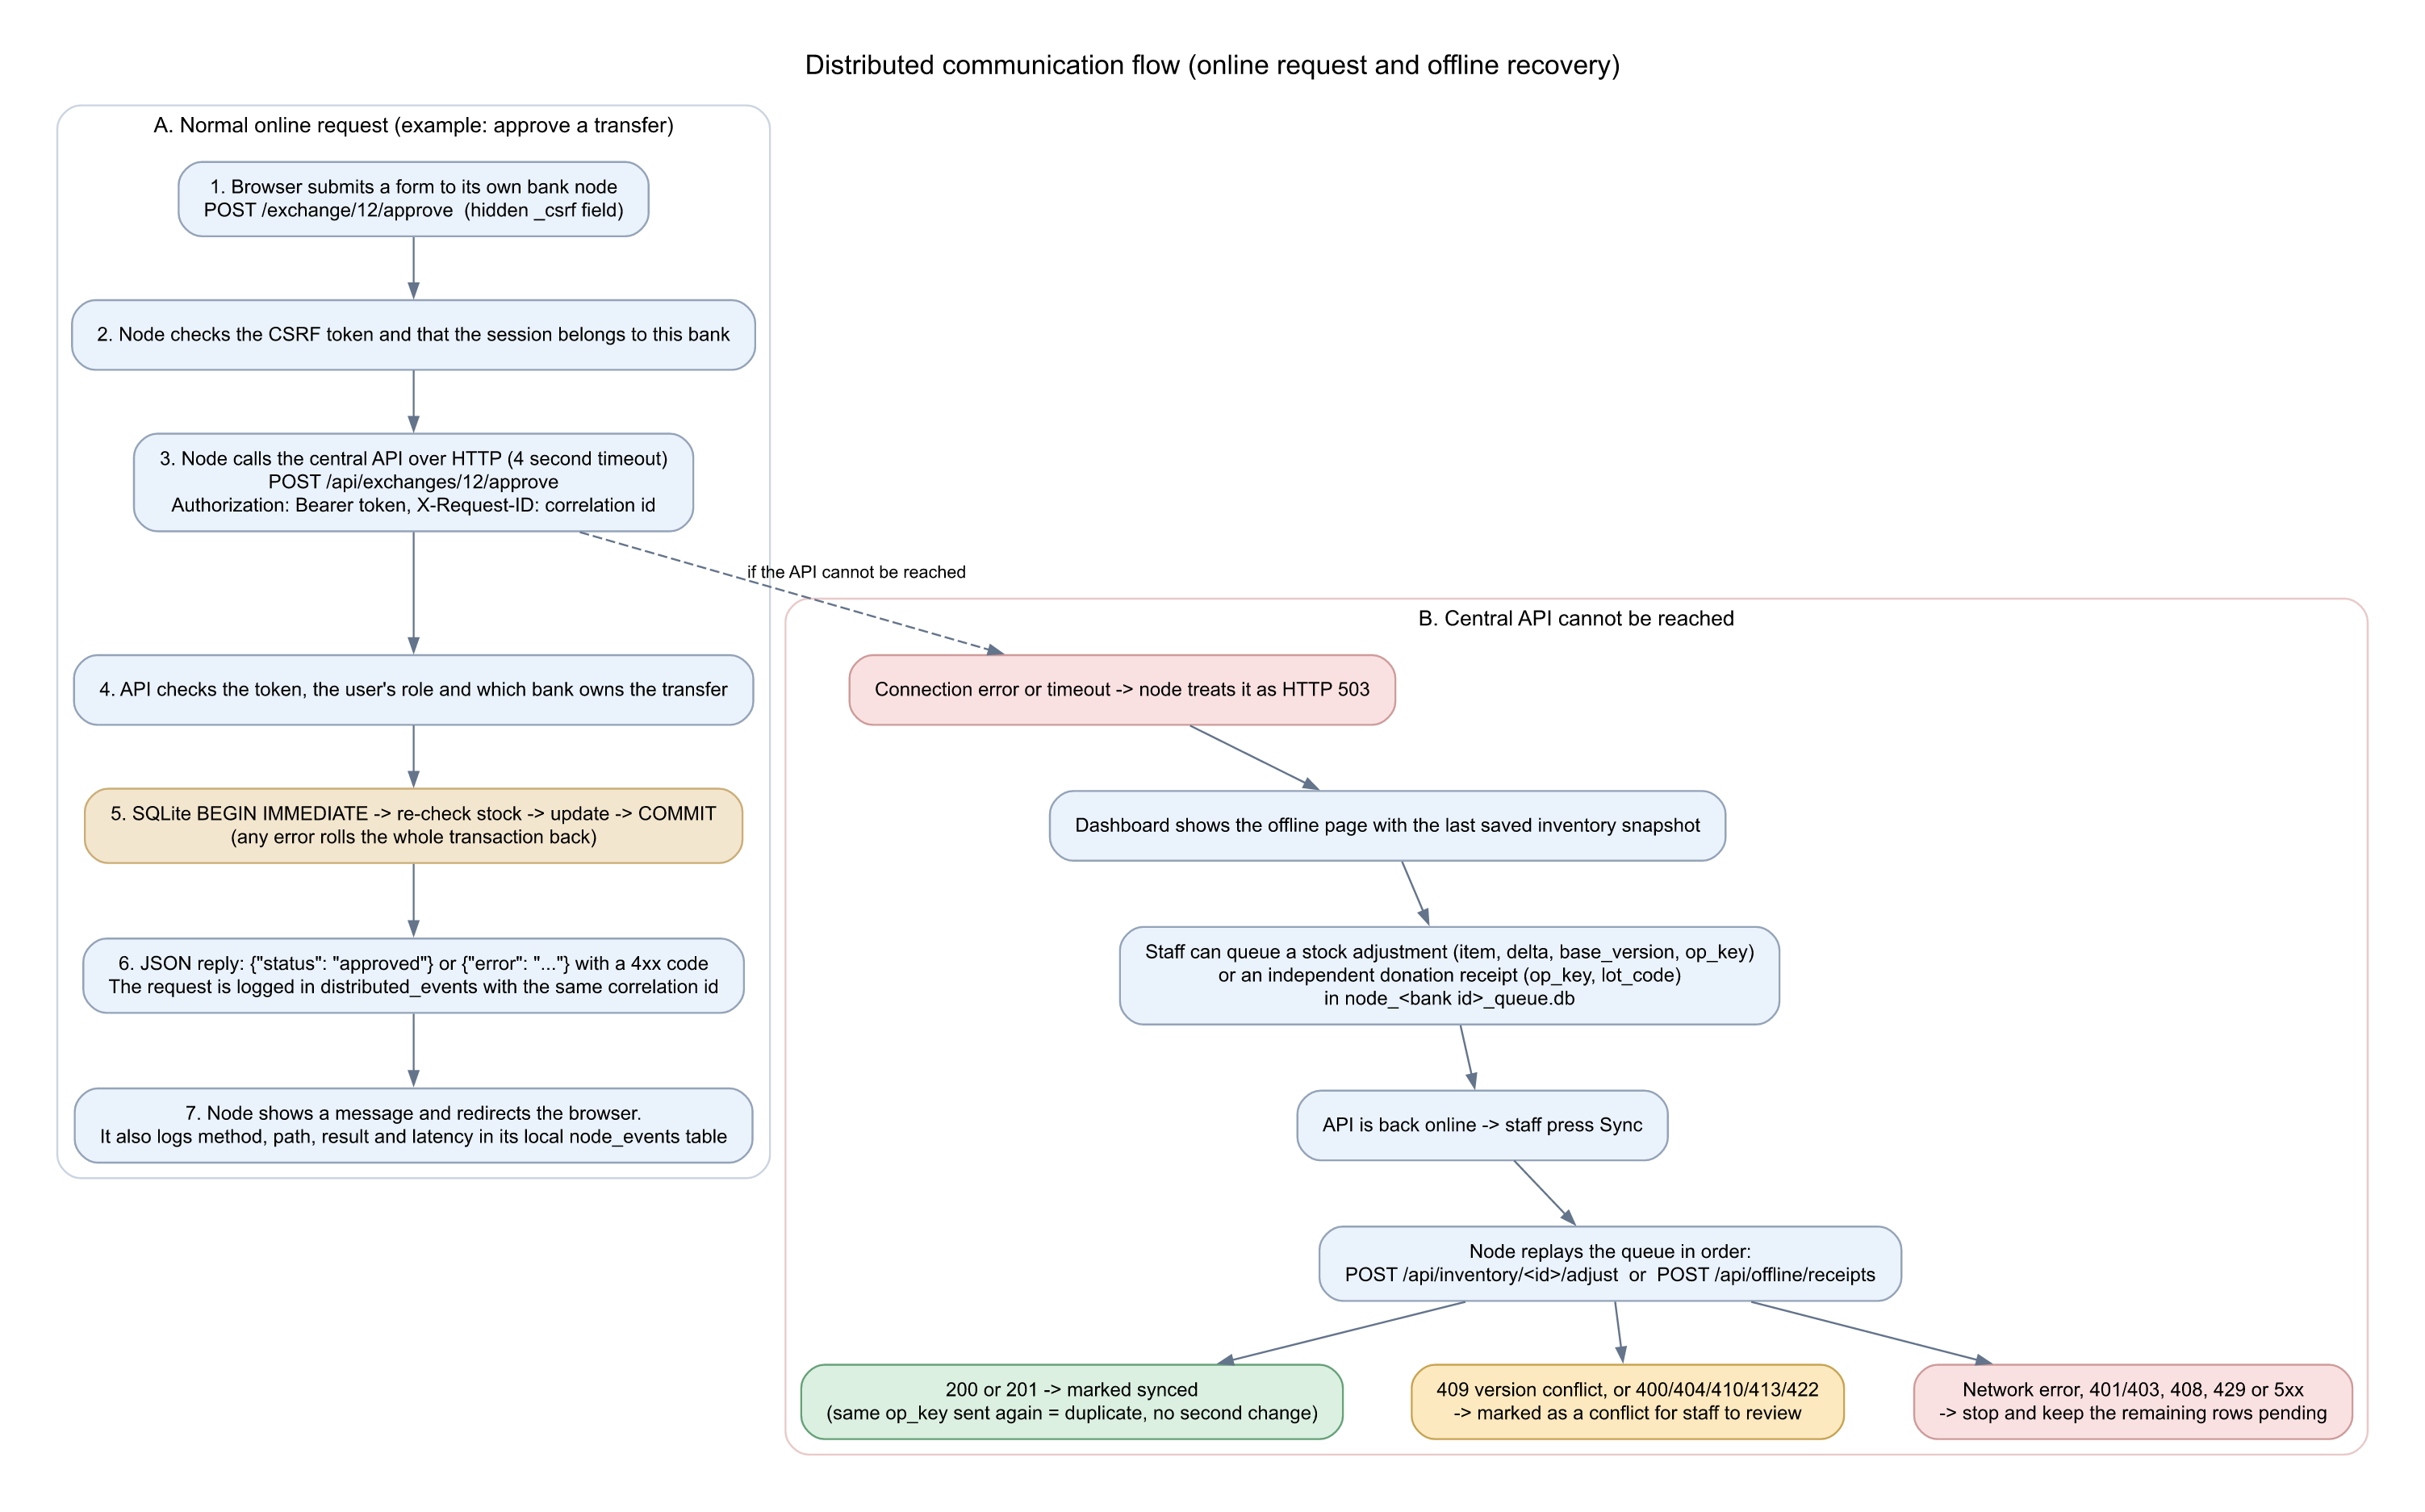 Distributed communication flow (online request and offline recovery)
A. Normal online request (example: approve a transfer)
1. Browser submits a form to its own bank node
POST /exchange/12/approve  (hidden _csrf field)
2. Node checks the CSRF token and that the session belongs to this bank
3. Node calls the central API over HTTP (4 second timeout)
POST /api/exchanges/12/approve
Authorization: Bearer token, X-Request-ID: correlation id
if the API cannot be reached
4. API checks the token, the user's role and which bank owns the transfer
5. SQLite BEGIN IMMEDIATE -> re-check stock -> update -> COMMIT
(any error rolls the whole transaction back)
6. JSON reply: {"status": "approved"} or {"error": "..."} with a 4xx code
The request is logged in distributed_events with the same correlation id
7. Node shows a message and redirects the browser.
It also logs method, path, result and latency in its local node_events table
B. Central API cannot be reached
Connection error or timeout -> node treats it as HTTP 503
Dashboard shows the offline page with the last saved inventory snapshot
Staff can queue a stock adjustment (item, delta, base_version, op_key)
or an independent donation receipt (op_key, lot_code)
in node_<bank id>_queue.db
API is back online -> staff press Sync
Node replays the queue in order:
POST /api/inventory/<id>/adjust  or  POST /api/offline/receipts
200 or 201 -> marked synced
(same op_key sent again = duplicate, no second change)
409 version conflict, or 400/404/410/413/422
-> marked as a conflict for staff to review
Network error, 401/403, 408, 429 or 5xx
-> stop and keep the remaining rows pending